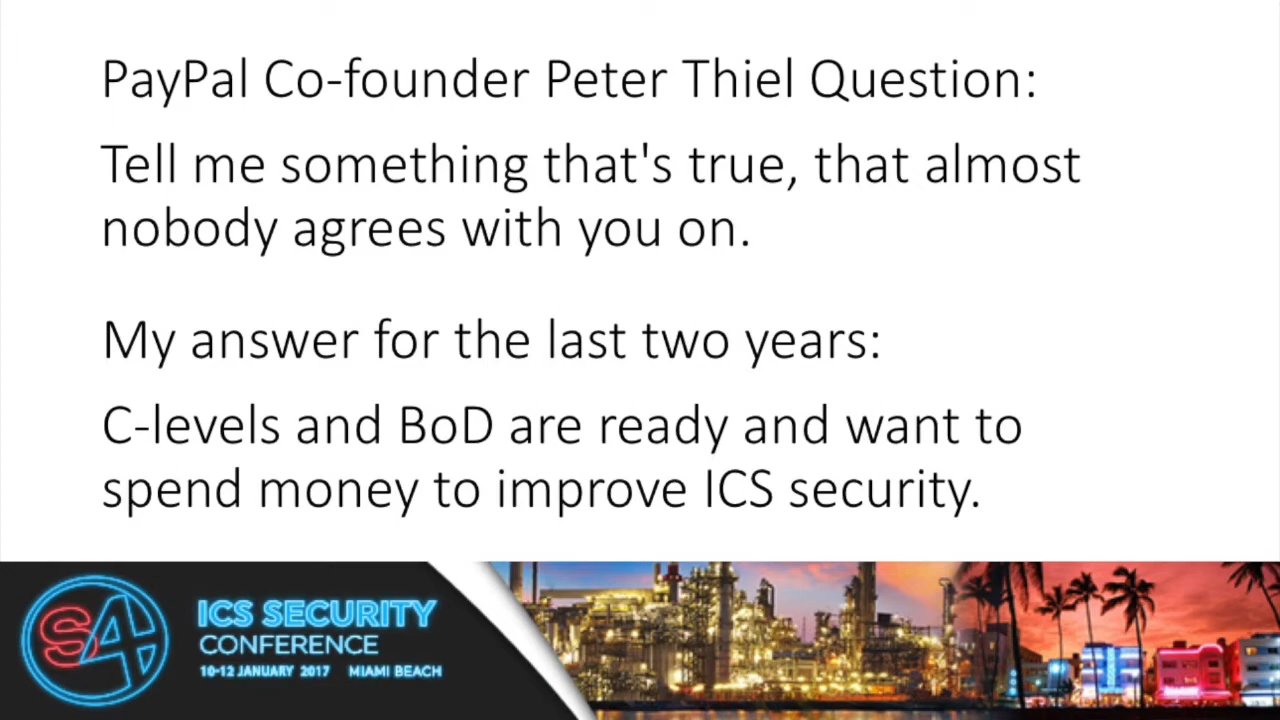 PayPal Co-founder Peter Thiel Question:
Tell me something that's true, that almost
nobody agrees with you on.
My answer for the last two years:
C-levels and BoD are ready and want to
spend money to improve ICS security.
S4
ICS SECURITY
CONFERENCE
10-12 JANUARY 2017 MIAMI BEACH